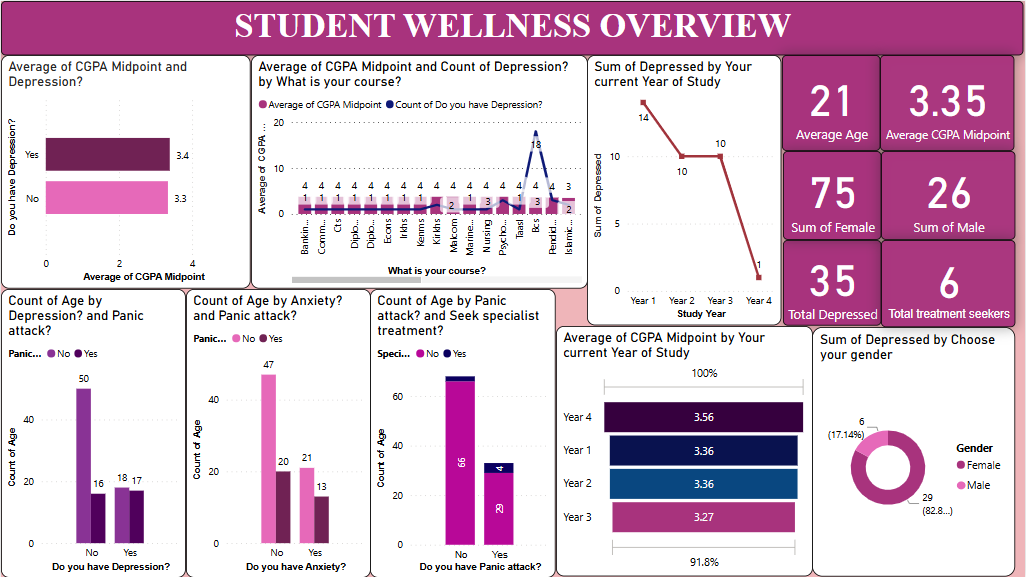 STUDENT WELLNESS OVERVIEW
Average of CGPA Midpoint and
Depression?
Do you have Depression?
Yes
3.4
No
3.3
0 2 4
Average of CGPA Midpoint
Average of CGPA Midpoint and Count of Depression?
by What is your course?
Average of CGPA Midpoint Count of Do you have Depression?
Average of CGPA ...
20
10
0
4 4 4 4 4 4 4 4 4 4 4 4 4 4 4 3
1 1 1 1 1 1 1 1 2 1 3 1 18 3 2
Bankin...
Comm...
Cts
Diplo...
Diplo...
Econs
Irkhs
Kenms
Kirkhs
Malcom
Marine...
Nursing
Psycho...
Taasl
Bcs
Pendid...
Islamic...
What is your course?
Sum of Depressed by Your
current Year of Study
Sum of Depressed
10
5
0
14
10
10
1
Year 1 Year 2 Year 3 Year 4
Study Year
21
Average Age
3.35
Average CGPA Midpoint
75
Sum of Female
26
Sum of Male
35
Total Depressed
6
Total treatment seekers
Count of Age by
Depression? and Panic
attack?
Panic... No Yes
Count of Age
40
20
0
50
16
18
17
No Yes
Do you have Depression?
Count of Age by Anxiety?
and Panic attack?
Panic... No Yes
Count of Age
40
20
0
47
20
21
13
No Yes
Do you have Anxiety?
Count of Age by Panic
attack? and Seek specialist
treatment?
Speci... No Yes
Count of Age
60
40
20
0
66
4
29
No Yes
Do you have Panic attack?
Average of CGPA Midpoint by Your
current Year of Study
100%
Year 4 3.56
Year 1 3.36
Year 2 3.36
Year 3 3.27
91.8%
Sum of Depressed by Choose
your gender
6
(17.14%)
29
(82.8...)
Gender
Female
Male